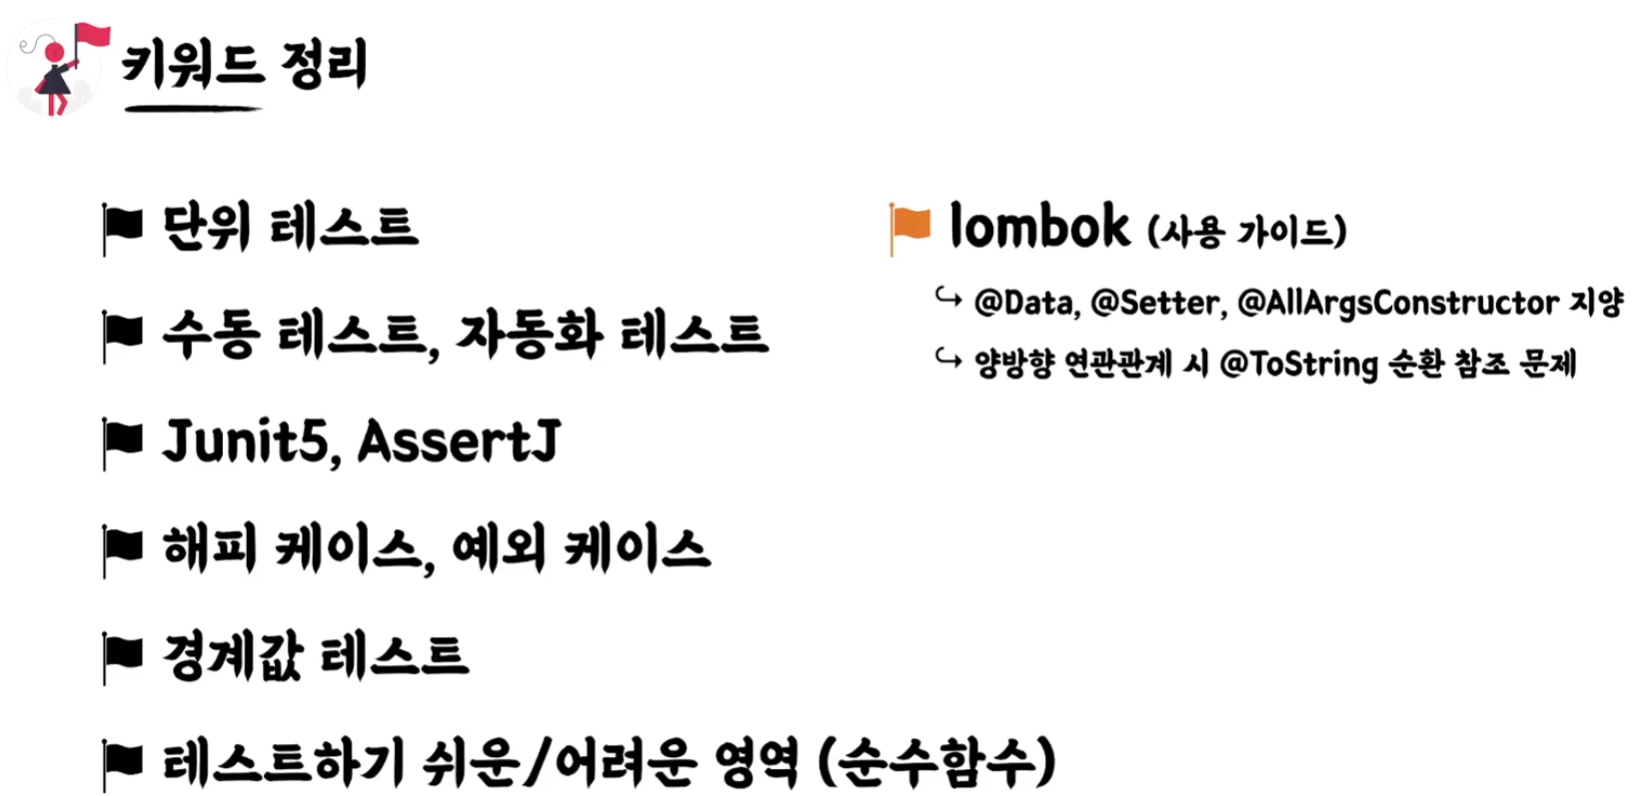 키워드 정리
단위 테스트
수동 테스트, 자동화 테스트
Junit5, AssertJ
해피 케이스, 예외 케이스
경계값 테스트
테스트하기 쉬운/어려운 영역 (순수함수)
lombok (사용 가이드)
↪ @Data, @Setter, @AllArgsConstructor 지양
↪ 양방향 연관관계 시 @ToString 순환 참조 문제